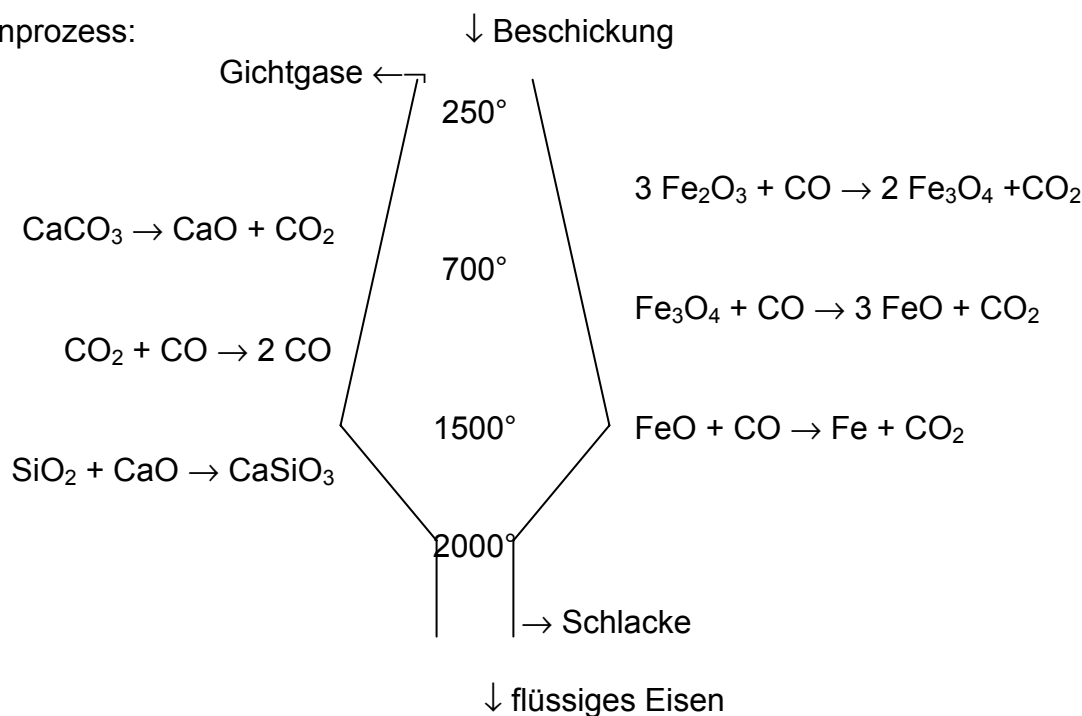 nprozess:
↓ Beschickung
Gichtgase ←¬
250°
3 Fe₂O₃ + CO → 2 Fe₃O₄ +CO₂
CaCO₃ → CaO + CO₂
700°
Fe₃O₄ + CO → 3 FeO + CO₂
CO₂ + CO → 2 CO
1500°
FeO + CO → Fe + CO₂
SiO₂ + CaO → CaSiO₃
2000°
→ Schlacke
↓ flüssiges Eisen